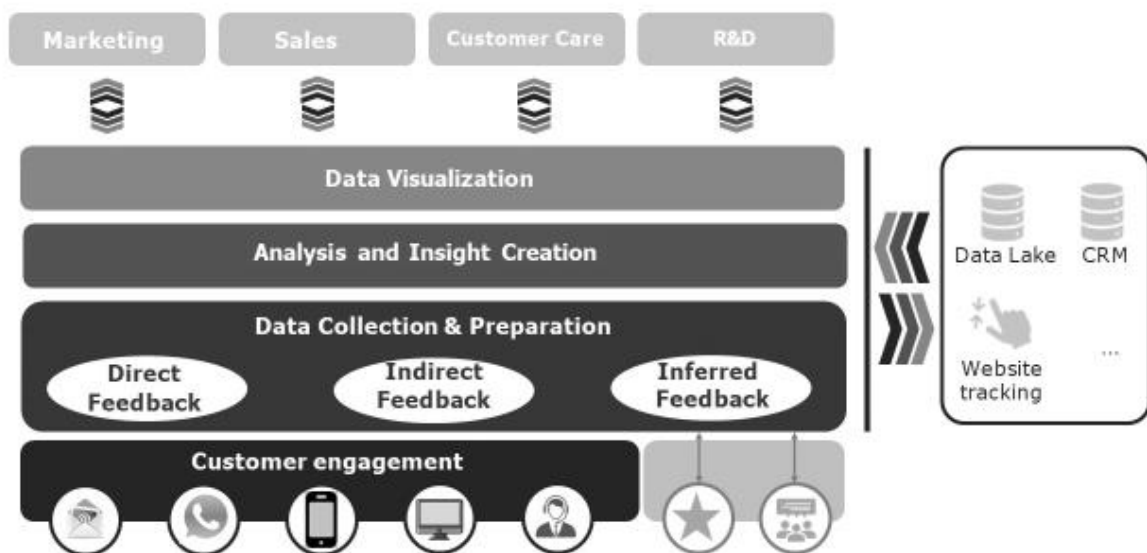 Marketing
Sales
Customer Care
R&D
Data Visualization
Analysis and Insight Creation
Data Collection & Preparation
Direct
Feedback
Indirect
Feedback
Inferred
Feedback
Customer engagement
Data Lake
CRM
Website
tracking
...